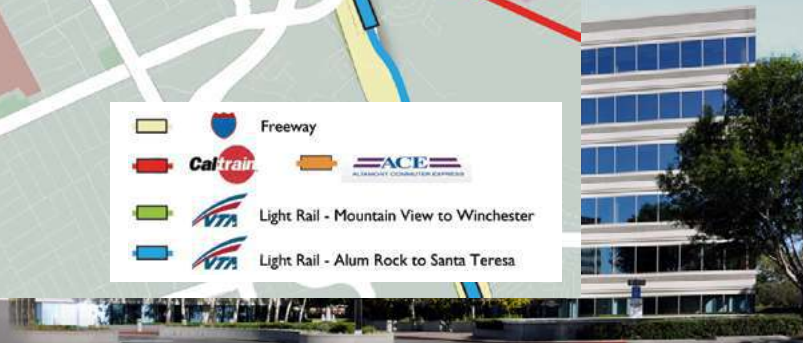 Freeway
Caltrain
ACE
ALTAMONT COMMUTER EXPRESS
VTA
Light Rail - Mountain View to Winchester
VTA
Light Rail - Alum Rock to Santa Teresa